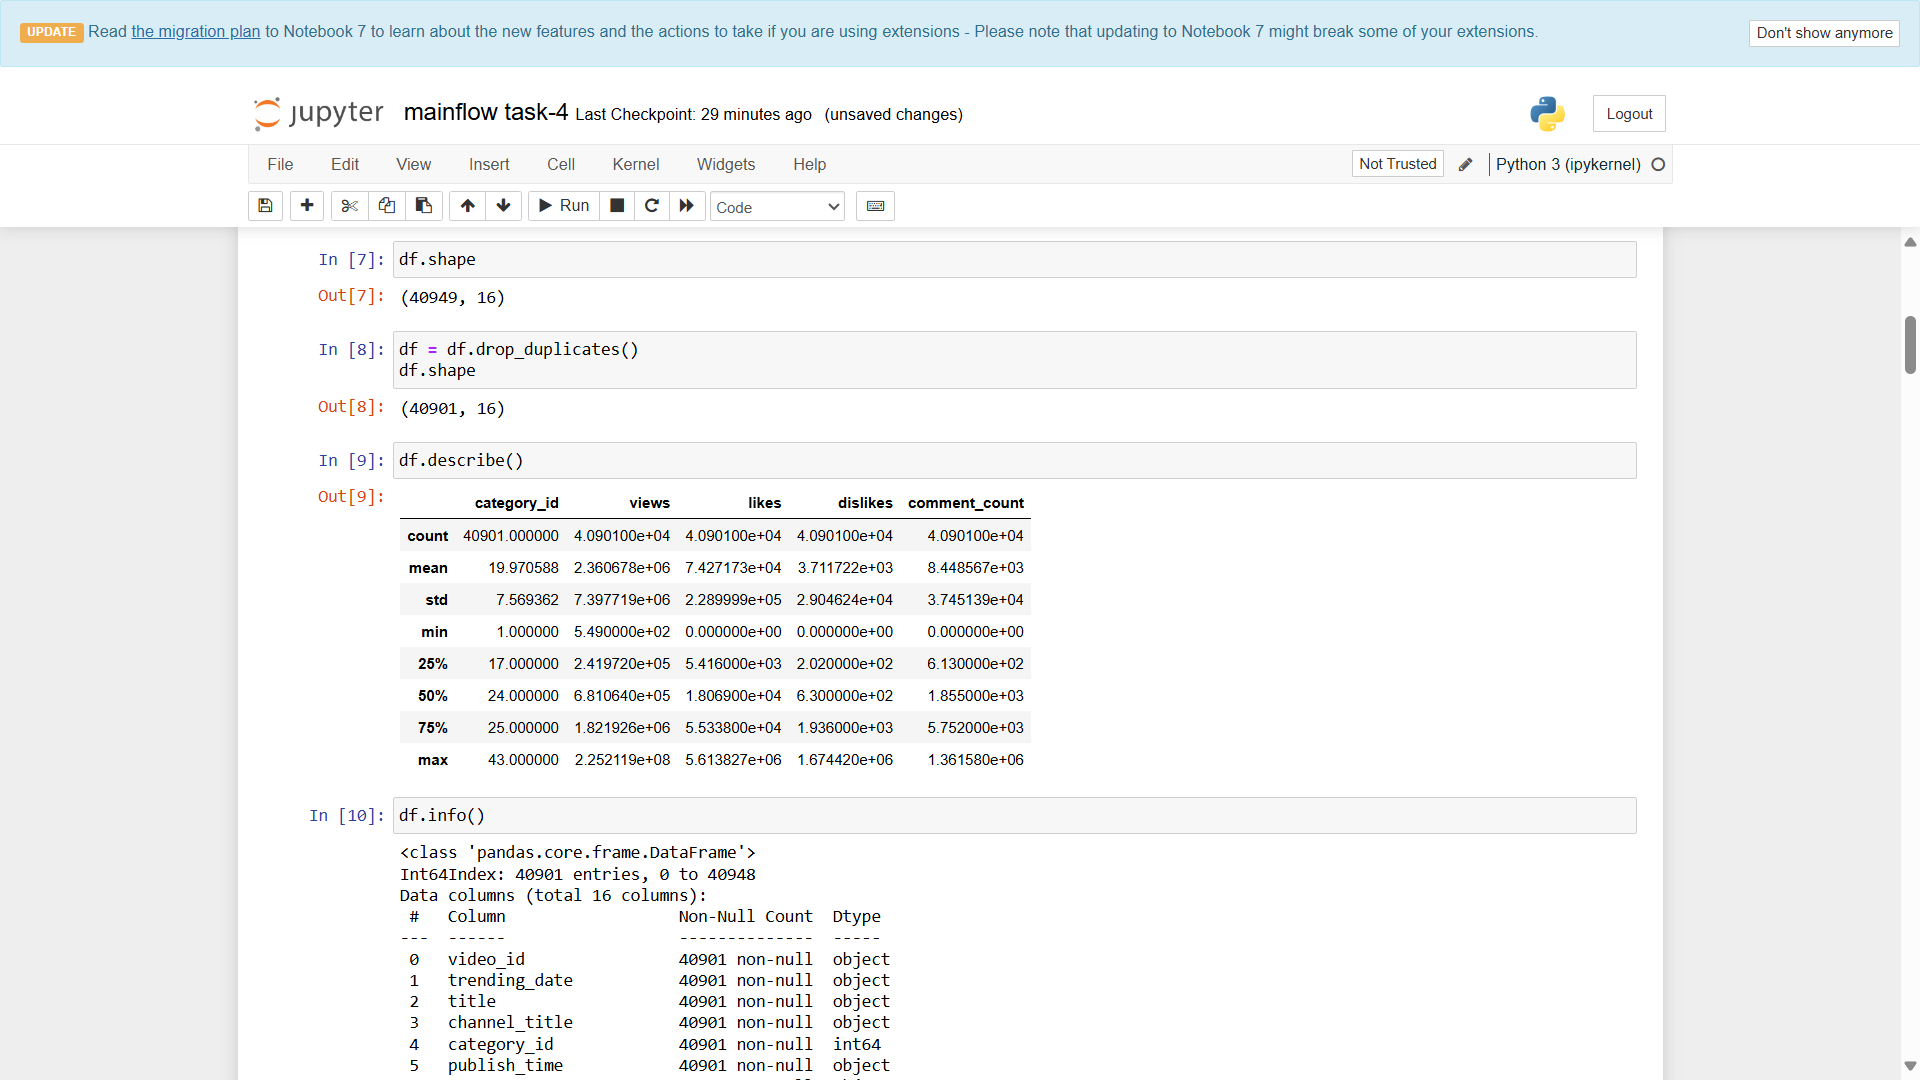 UPDATE Read the migration plan to Notebook 7 to learn about the new features and the actions to take if you are using extensions - Please note that updating to Notebook 7 might break some of your extensions. Don't show anymore
jupyter mainflow task-4 Last Checkpoint: 29 minutes ago (unsaved changes) Logout
File Edit View Insert Cell Kernel Widgets Help Not Trusted Python 3 (ipykernel)
Run Code
In [7]: df.shape
Out[7]: (40949, 16)
In [8]: df = df.drop_duplicates()
df.shape
Out[8]: (40901, 16)
In [9]: df.describe()
Out[9]:
category_id views likes dislikes comment_count
count 40901.000000 4.090100e+04 4.090100e+04 4.090100e+04 4.090100e+04
mean 19.970588 2.360678e+06 7.427173e+04 3.711722e+03 8.448567e+03
std 7.569362 7.397719e+06 2.289999e+05 2.904624e+04 3.745139e+04
min 1.000000 5.490000e+02 0.000000e+00 0.000000e+00 0.000000e+00
25% 17.000000 2.419720e+05 5.416000e+03 2.020000e+02 6.130000e+02
50% 24.000000 6.810640e+05 1.806900e+04 6.300000e+02 1.855000e+03
75% 25.000000 1.821926e+06 5.533800e+04 1.936000e+03 5.752000e+03
max 43.000000 2.252119e+08 5.613827e+06 1.674420e+06 1.361580e+06
In [10]: df.info()
<class 'pandas.core.frame.DataFrame'>
Int64Index: 40901 entries, 0 to 40948
Data columns (total 16 columns):
# Column Non-Null Count Dtype
--- ------ -------------- -----
0 video_id 40901 non-null object
1 trending_date 40901 non-null object
2 title 40901 non-null object
3 channel_title 40901 non-null object
4 category_id 40901 non-null int64
5 publish_time 40901 non-null object